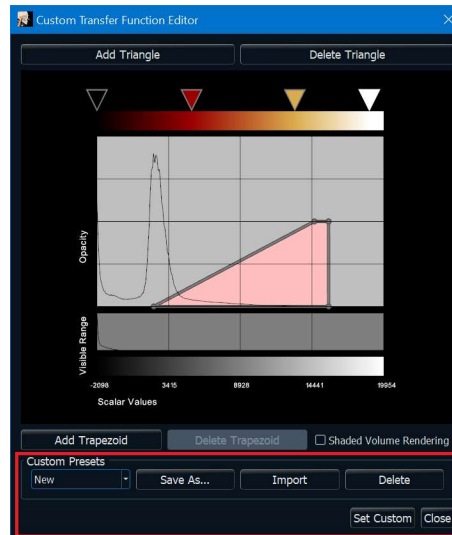 Custom Transfer Function Editor
Add Triangle Delete Triangle
Opacity
Visible Range
-2098 3415 8928 14441 19954
Scalar Values
Add Trapezoid Delete Trapezoid Shaded Volume Rendering
Custom Presets
New Save As... Import Delete
Set Custom Close